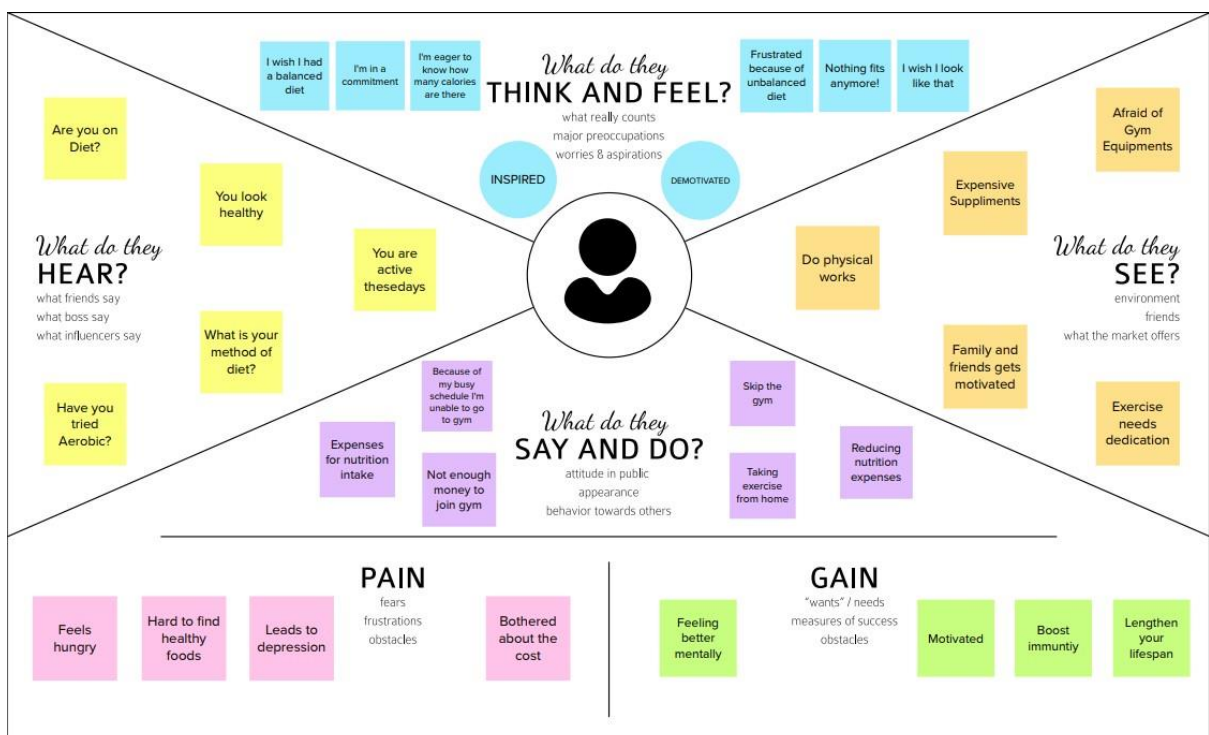 I wish I had
a balanced
diet
I'm in a
commitment
I'm eager to
know how
many calories
are there
What do they
THINK AND FEEL?
what really counts
major preoccupations
worries & aspirations
Frustrated
because of
unbalanced
diet
Nothing fits
anymore!
I wish I look
like that
INSPIRED
DEMOTIVATED
Are you on
Diet?
You look
healthy
You are
active
thesedays
What do they
HEAR?
what friends say
what boss say
what influencers say
What is your
method of
diet?
Have you
tried
Aerobic?
Afraid of
Gym
Equipments
Expensive
Suppliments
Do physical
works
What do they
SEE?
environment
friends
what the market offers
Family and
friends gets
motivated
Exercise
needs
dedication
Because of
my busy
schedule I'm
unable to go
to gym
Expenses
for nutrition
intake
Not enough
money to
join gym
What do they
SAY AND DO?
attitude in public
appearance
behavior towards others
Skip the
gym
Taking
exercise
from home
Reducing
nutrition
expenses
PAIN
fears
frustrations
obstacles
Feels
hungry
Hard to find
healthy
foods
Leads to
depression
Bothered
about the
cost
GAIN
"wants" / needs
measures of success
obstacles
Feeling
better
mentally
Motivated
Boost
immuntiy
Lengthen
your
lifespan